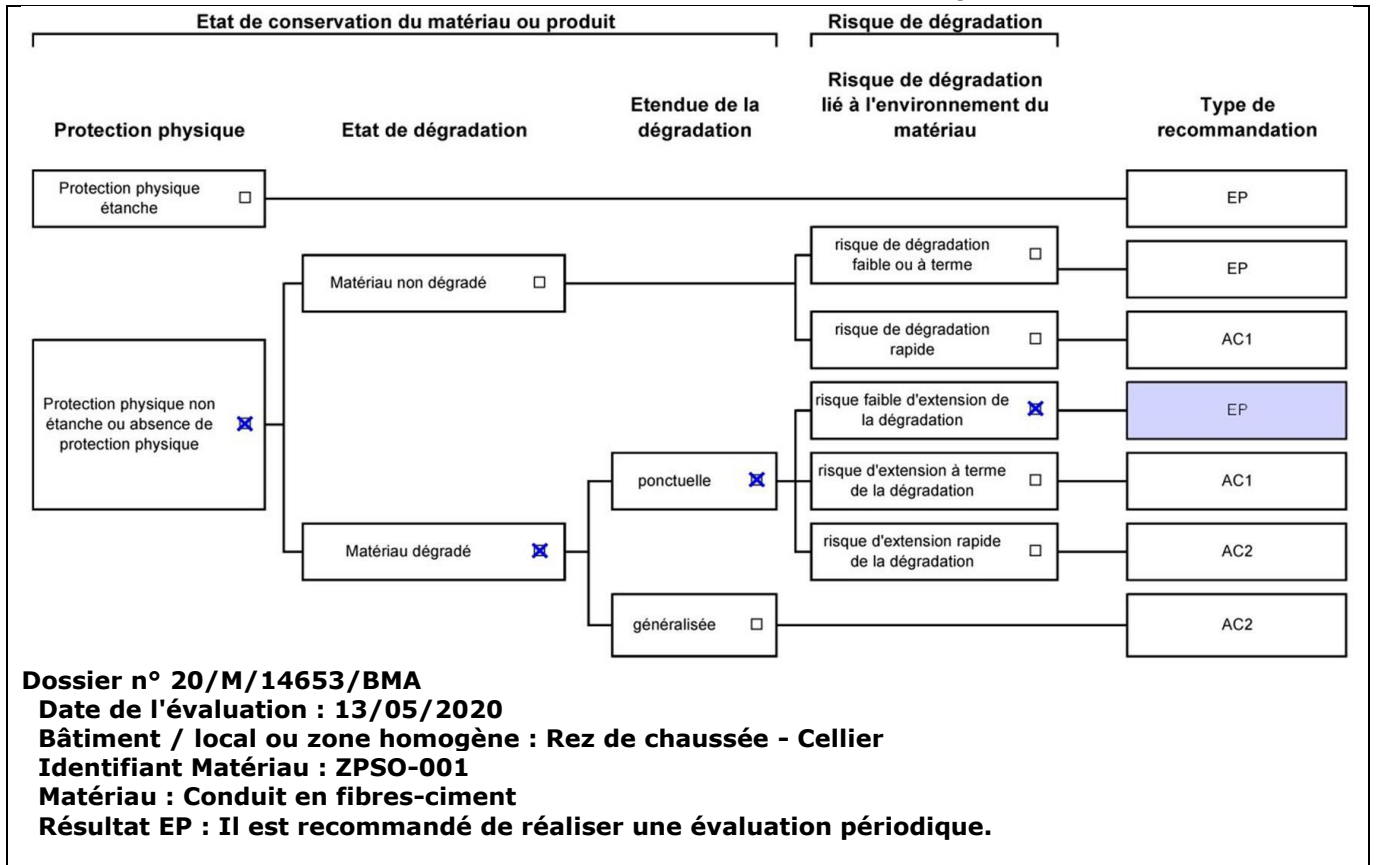 Etat de conservation du matériau ou produit
Risque de dégradation
Protection physique
Etat de dégradation
Etendue de la
dégradation
Risque de dégradation
lié à l'environnement du
matériau
Type de
recommandation
Protection physique
étanche
EP
risque de dégradation
faible ou à terme
EP
Matériau non dégradé
risque de dégradation
rapide
AC1
Protection physique non
étanche ou absence de
protection physique
risque faible d'extension de
la dégradation
EP
ponctuelle
risque d'extension à terme
de la dégradation
AC1
Matériau dégradé
risque d'extension rapide
de la dégradation
AC2
généralisée
AC2
Dossier n° 20/M/14653/BMA
Date de l'évaluation : 13/05/2020
Bâtiment / local ou zone homogène : Rez de chaussée - Cellier
Identifiant Matériau : ZPSO-001
Matériau : Conduit en fibres-ciment
Résultat EP : Il est recommandé de réaliser une évaluation périodique.